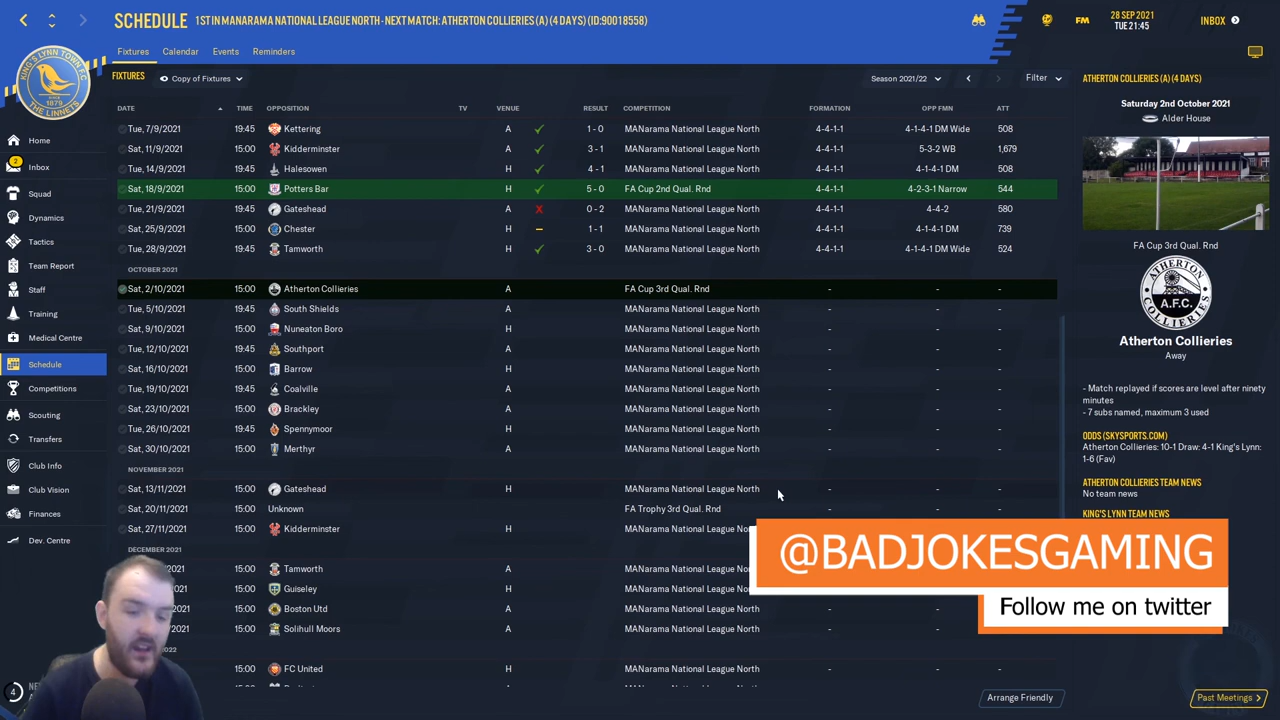 SCHEDULE
1ST IN MANARAMA NATIONAL LEAGUE NORTH - NEXT MATCH: ATHERTON COLLIERIES (A) (4 DAYS) (ID:90018558)
FM
28 SEP 2021
TUE 21:45
INBOX
Fixtures Calendar Events Reminders
KING'S LYNN TOWN F.C
1879
THE LINNETS
FIXTURES Copy of Fixtures Season 2021/22 Filter
DATE TIME OPPOSITION TV VENUE RESULT COMPETITION FORMATION OPP FMN ATT
Tue, 7/9/2021 19:45 Kettering A 1 - 0 MANarama National League North 4-4-1-1 4-1-4-1 DM Wide 508
Sat, 11/9/2021 15:00 Kidderminster A 3 - 1 MANarama National League North 4-4-1-1 5-3-2 WB 1,679
Tue, 14/9/2021 19:45 Halesowen H 4 - 1 MANarama National League North 4-4-1-1 4-1-4-1 DM 508
Sat, 18/9/2021 15:00 Potters Bar H 5 - 0 FA Cup 2nd Qual. Rnd 4-4-1-1 4-2-3-1 Narrow 544
Tue, 21/9/2021 19:45 Gateshead A X 0 - 2 MANarama National League North 4-4-1-1 4-4-2 580
Sat, 25/9/2021 15:00 Chester H 1 - 1 MANarama National League North 4-4-1-1 4-1-4-1 DM 739
Tue, 28/9/2021 19:45 Tamworth H 3 - 0 MANarama National League North 4-4-1-1 4-1-4-1 DM Wide 524
OCTOBER 2021
Sat, 2/10/2021 15:00 Atherton Collieries A FA Cup 3rd Qual. Rnd - - -
Tue, 5/10/2021 19:45 South Shields A MANarama National League North - - -
Sat, 9/10/2021 15:00 Nuneaton Boro H MANarama National League North - - -
Tue, 12/10/2021 19:45 Southport A MANarama National League North - - -
Sat, 16/10/2021 15:00 Barrow H MANarama National League North - - -
Tue, 19/10/2021 19:45 Coalville A MANarama National League North - - -
Sat, 23/10/2021 15:00 Brackley A MANarama National League North - - -
Tue, 26/10/2021 19:45 Spennymoor H MANarama National League North - - -
Sat, 30/10/2021 15:00 Merthyr A MANarama National League North - - -
NOVEMBER 2021
Sat, 13/11/2021 15:00 Gateshead H MANarama National League North - - -
Sat, 20/11/2021 15:00 Unknown FA Trophy 3rd Qual. Rnd - - -
Sat, 27/11/2021 15:00 Kidderminster H MANarama National League No
DECEMBER 2021
15:00 Tamworth A MANarama National League North
15:00 Guiseley H MANarama National League North
15:00 Boston Utd A MANarama National League North
15:00 Solihull Moors A MANarama National League North
2022
15:00 FC United H MANarama National League North - - -
Home
2
Inbox
Squad
Dynamics
Tactics
Team Report
Staff
Training
Medical Centre
Schedule
Competitions
Scouting
Transfers
Club Info
Club Vision
Finances
Dev. Centre
4
ATHERTON COLLIERIES (A) (4 DAYS)
Saturday 2nd October 2021
Alder House
FA Cup 3rd Qual. Rnd
ATHERTON
A.F.C.
COLLIERIES
Atherton Collieries
Away
- Match replayed if scores are level after ninety
minutes
- 7 subs named, maximum 3 used
ODDS (SKYSPORTS.COM)
Atherton Collieries: 10-1 Draw: 4-1 King's Lynn:
1-6 (Fav)
ATHERTON COLLIERIES TEAM NEWS
No team news
KING'S LYNN TEAM NEWS
@BADJOKESGAMING
Follow me on twitter
Arrange Friendly
Past Meetings